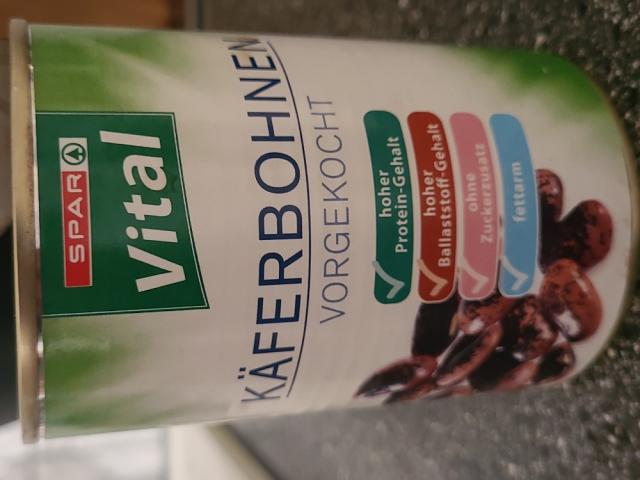 SPAR
Vital
KÄFERBOHNEN
VORGEKOCHT
hoher
Protein-Gehalt
hoher
Ballaststoff-Gehalt
ohne
Zuckerzusatz
fettarm